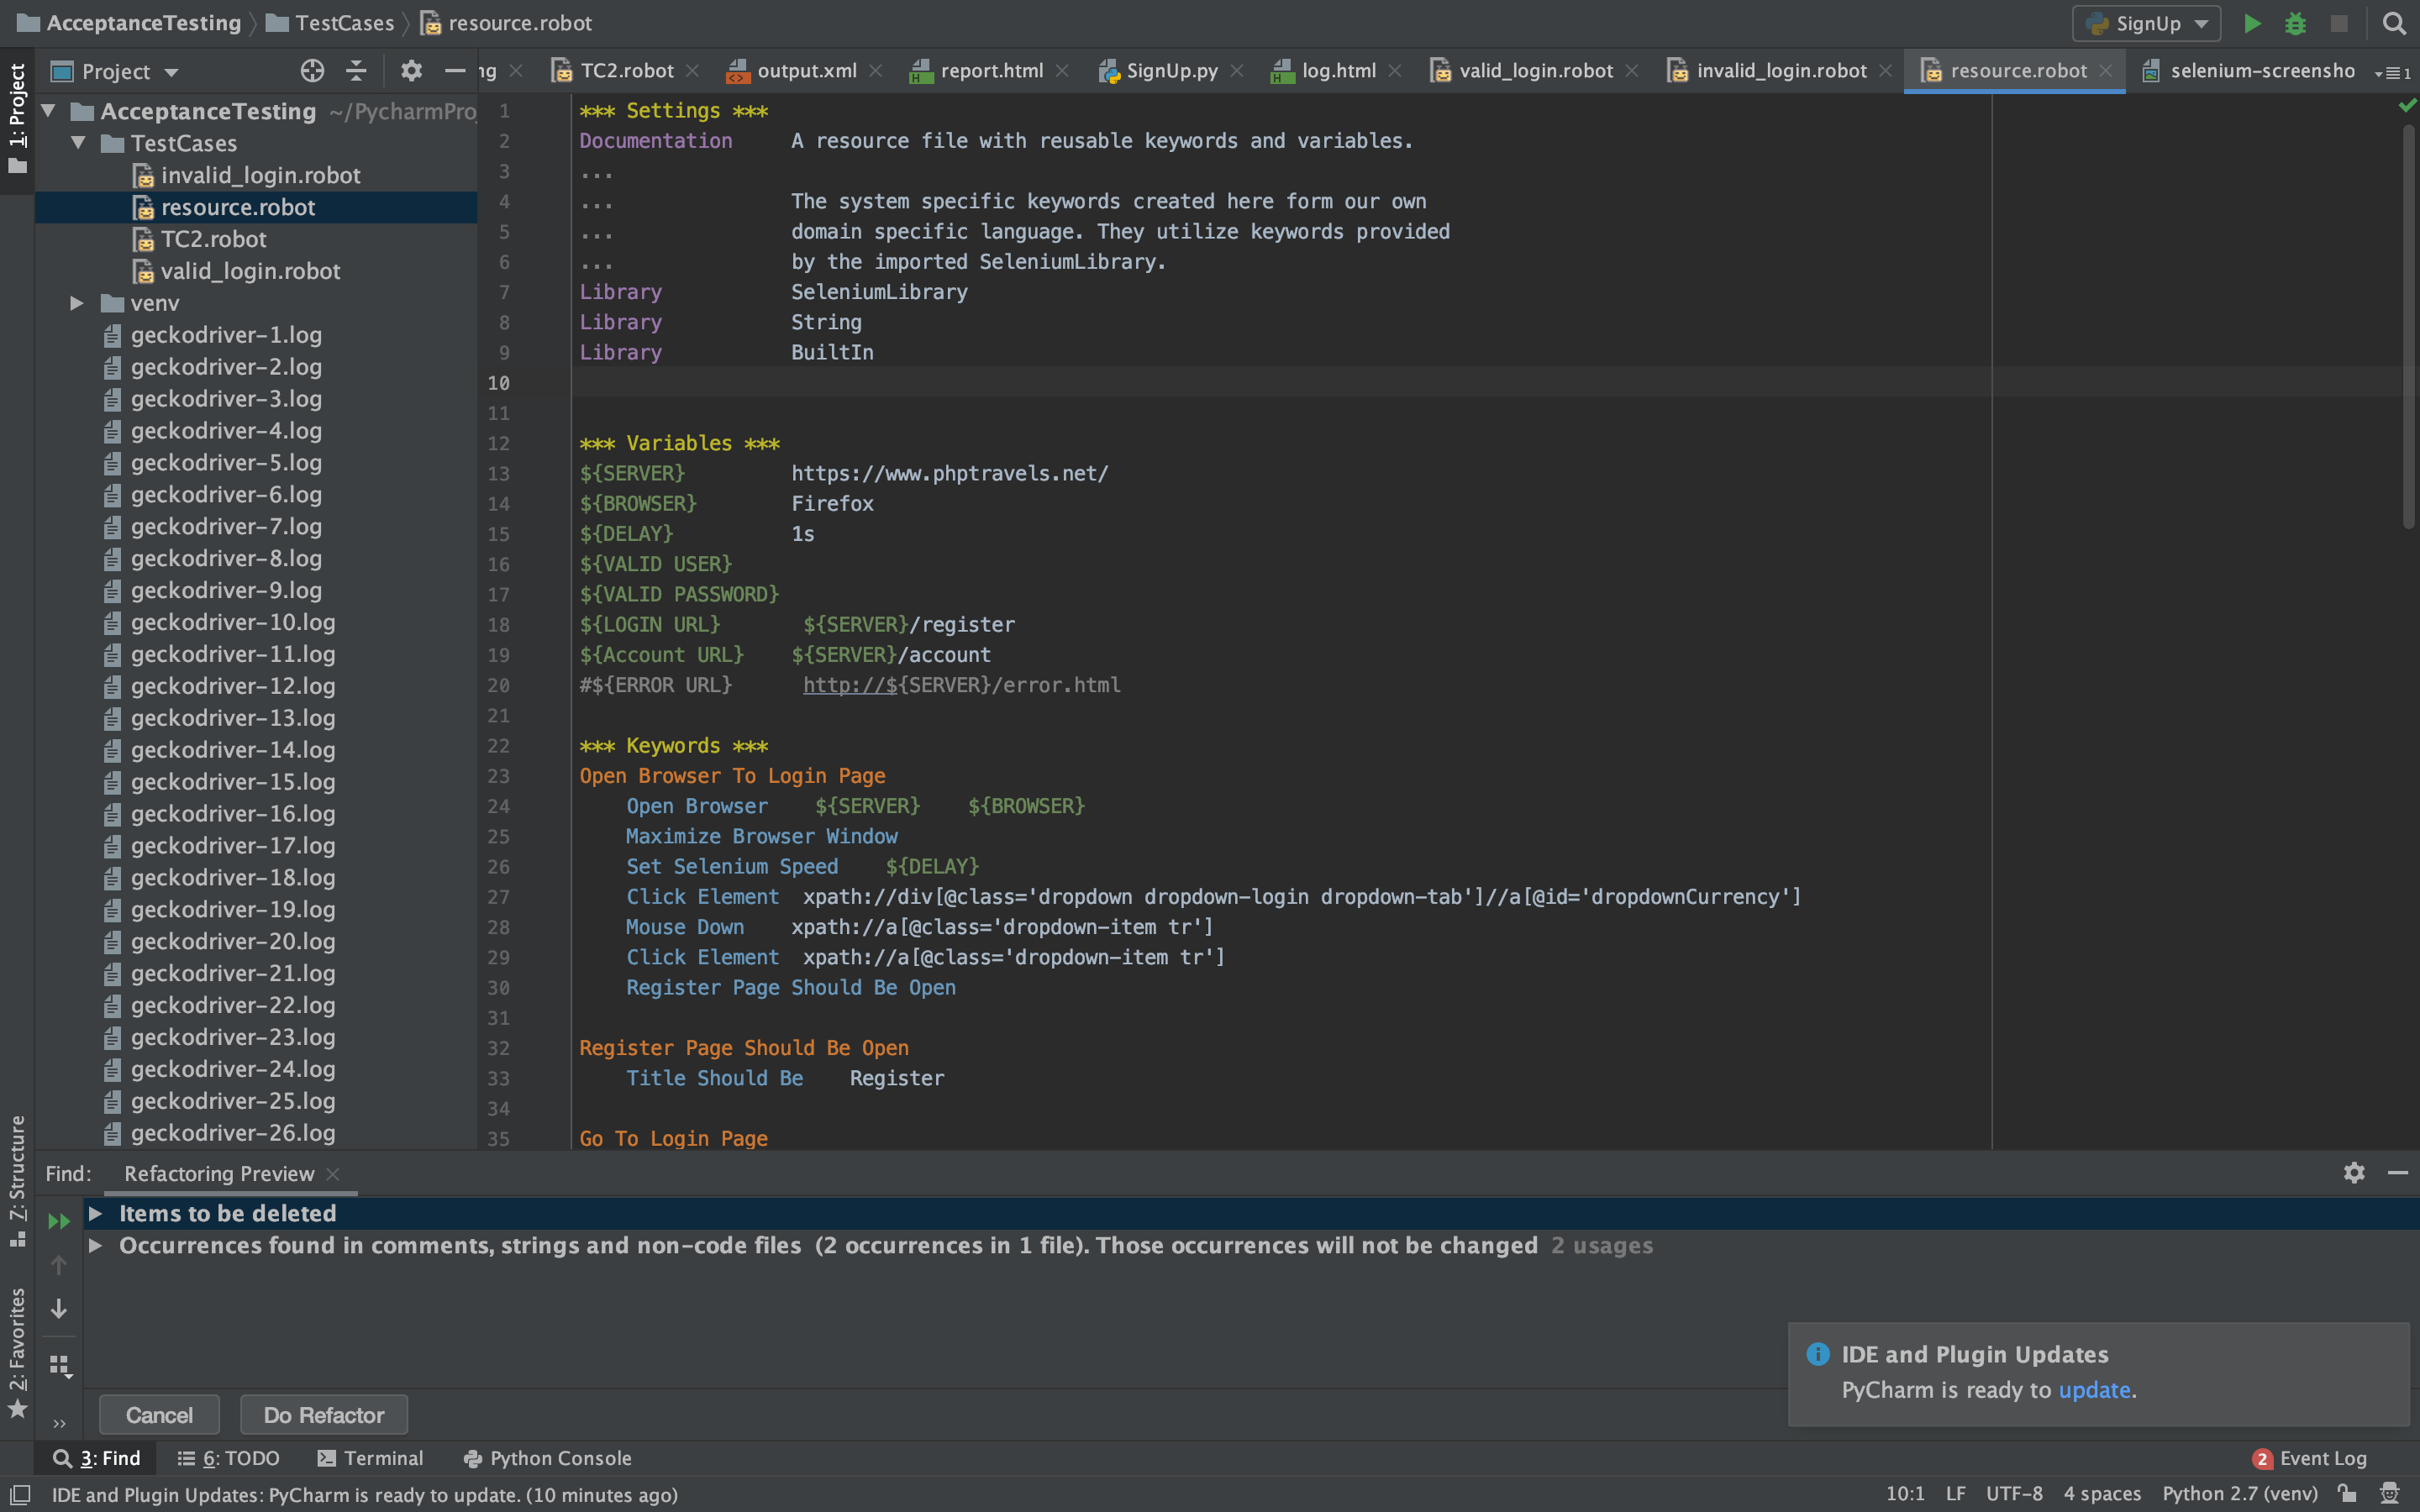 AcceptanceTesting TestCases resource.robot SignUp
1: Project
Project
ng TC2.robot output.xml report.html SignUp.py log.html valid_login.robot invalid_login.robot resource.robot selenium-screensho 1
AcceptanceTesting ~/PycharmPro
TestCases
invalid_login.robot
resource.robot
TC2.robot
valid_login.robot
venv
geckodriver-1.log
geckodriver-2.log
geckodriver-3.log
geckodriver-4.log
geckodriver-5.log
geckodriver-6.log
geckodriver-7.log
geckodriver-8.log
geckodriver-9.log
geckodriver-10.log
geckodriver-11.log
geckodriver-12.log
geckodriver-13.log
geckodriver-14.log
geckodriver-15.log
geckodriver-16.log
geckodriver-17.log
geckodriver-18.log
geckodriver-19.log
geckodriver-20.log
geckodriver-21.log
geckodriver-22.log
geckodriver-23.log
geckodriver-24.log
geckodriver-25.log
geckodriver-26.log
1 *** Settings ***
2 Documentation     A resource file with reusable keywords and variables.
3 ...
4 ...               The system specific keywords created here form our own
5 ...               domain specific language. They utilize keywords provided
6 ...               by the imported SeleniumLibrary.
7 Library           SeleniumLibrary
8 Library           String
9 Library           BuiltIn
10
11
12 *** Variables ***
13 ${SERVER}         https://www.phptravels.net/
14 ${BROWSER}        Firefox
15 ${DELAY}          1s
16 ${VALID USER}
17 ${VALID PASSWORD}
18 ${LOGIN URL}       ${SERVER}/register
19 ${Account URL}    ${SERVER}/account
20 #${ERROR URL}      http://${SERVER}/error.html
21
22 *** Keywords ***
23 Open Browser To Login Page
24     Open Browser    ${SERVER}    ${BROWSER}
25     Maximize Browser Window
26     Set Selenium Speed    ${DELAY}
27     Click Element  xpath://div[@class='dropdown dropdown-login dropdown-tab']//a[@id='dropdownCurrency']
28     Mouse Down    xpath://a[@class='dropdown-item tr']
29     Click Element  xpath://a[@class='dropdown-item tr']
30     Register Page Should Be Open
31
32 Register Page Should Be Open
33     Title Should Be    Register
34
35 Go To Login Page
7: Structure
2: Favorites
Find: Refactoring Preview
Items to be deleted
Occurrences found in comments, strings and non-code files (2 occurrences in 1 file). Those occurrences will not be changed 2 usages
IDE and Plugin Updates
PyCharm is ready to update.
Cancel Do Refactor
3: Find 6: TODO Terminal Python Console 2 Event Log
IDE and Plugin Updates: PyCharm is ready to update. (10 minutes ago) 10:1 LF UTF-8 4 spaces Python 2.7 (venv)